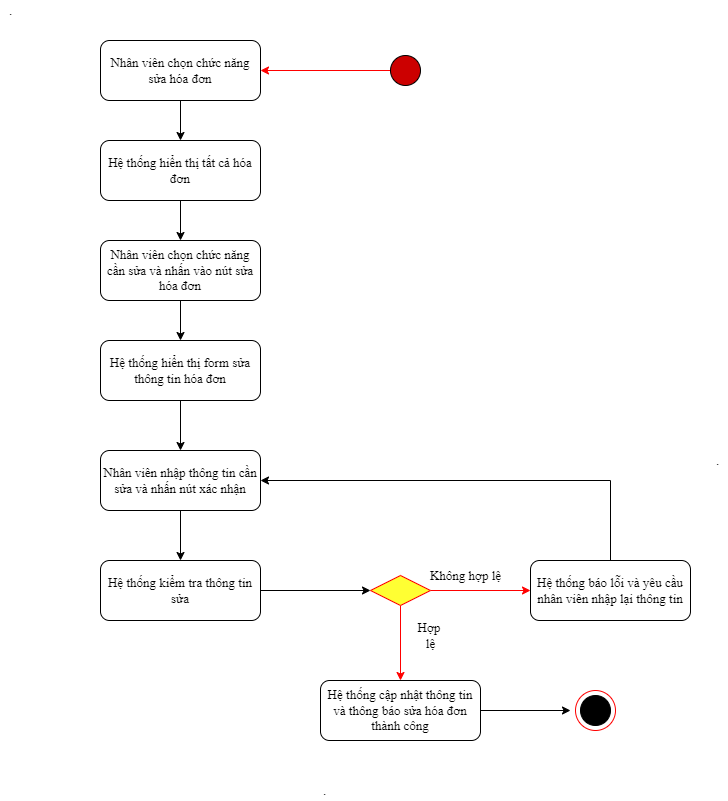 Nhân viên chọn chức năng
sửa hóa đơn
Hệ thống hiển thị tất cả hóa
đơn
Nhân viên chọn chức năng
cần sửa và nhấn vào nút sửa
hóa đơn
Hệ thống hiển thị form sửa
thông tin hóa đơn
Nhân viên nhập thông tin cần
sửa và nhấn nút xác nhận
Hệ thống kiểm tra thông tin
sửa
Không hợp lệ
Hệ thống báo lỗi và yêu cầu
nhân viên nhập lại thông tin
Hợp
lệ
Hệ thống cập nhật thông tin
và thông báo sửa hóa đơn
thành công